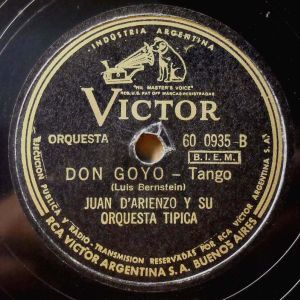 INDUSTRIA ARGENTINA
"HIS MASTER'S VOICE"
REG. U.S. PAT OFF MARCAS REGISTRADAS
VICTOR
ORQUESTA
60 0935-B
B.I.E.M.
DON GOYO – Tango
(Luis Bernstein)
JUAN D'ARIENZO Y SU
ORQUESTA TIPICA
EJECUCION PUBLICA Y RADIO-TRANSMISION RESERVADAS POR RCA VICTOR ARGENTINA S.A.
RCA VICTOR ARGENTINA S.A. BUENOS AIRES